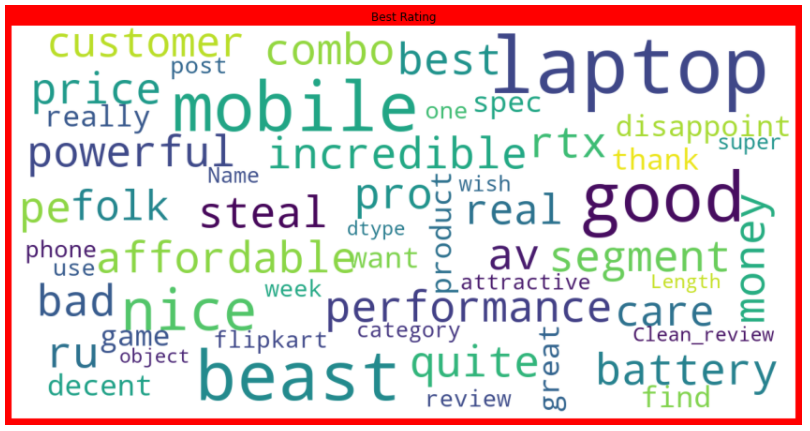 Best Rating
customer
combo
best
laptop
post
price
mobile
one
spec
really
disappoint
super
powerful
incredible
rtx
thank
Name
pe
folk
steal
pro
wish
real
good
dtype
product
money
phone
use
affordable
want
av
segment
week
attractive
Length
bad
nice
performance
care
game
flipkart
category
Clean_review
ru
object
beast
quite
great
battery
decent
review
find